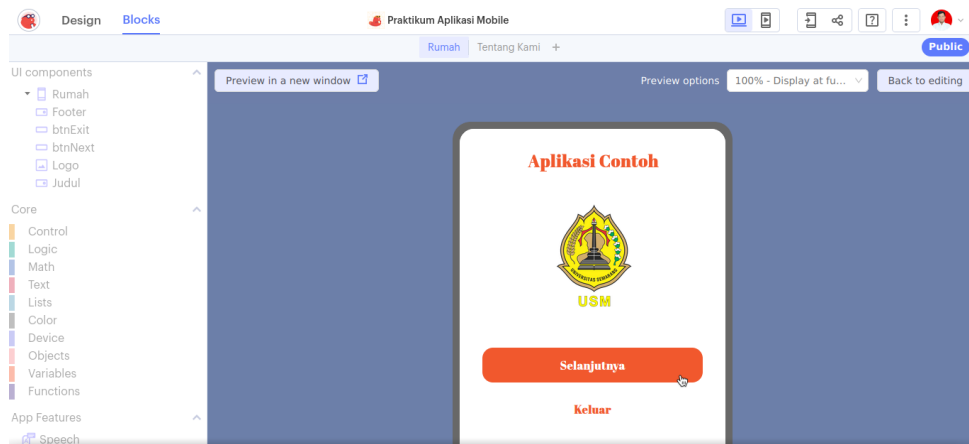 Design Blocks Praktikum Aplikasi Mobile
Rumah Tentang Kami +
Public
UI components
Rumah
Footer
btnExit
btnNext
Logo
Judul
Core
Control
Logic
Math
Text
Lists
Color
Device
Objects
Variables
Functions
App Features
Speech
Preview in a new window
Preview options 100% - Display at fu... Back to editing
Aplikasi Contoh
UNIVERSITAS SEMARANG
USM
Selanjutnya
Keluar